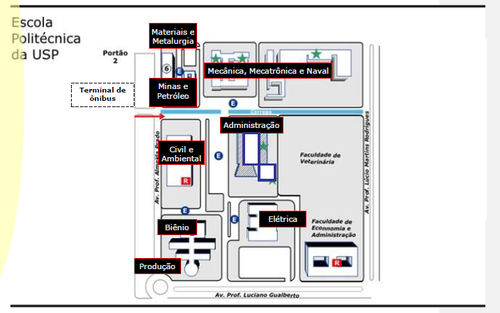 Escola
Politécnica
da USP
Portão
2
Materiais e
Metalurgia
6
E
Mecânica, Mecatrônica e Naval
Minas e
Petróleo
Terminal de
ônibus
E
Administração
Civil e
Ambiental
E
Faculdade de
Veterinária
Av. Prof. Almeida Prado
Av. Prof. Lúcio Martins Rodrigues
R
E
E
Biênio
Elétrica
Faculdade de
Economia e
Administração
R
Produção
Av. Prof. Luciano Gualberto